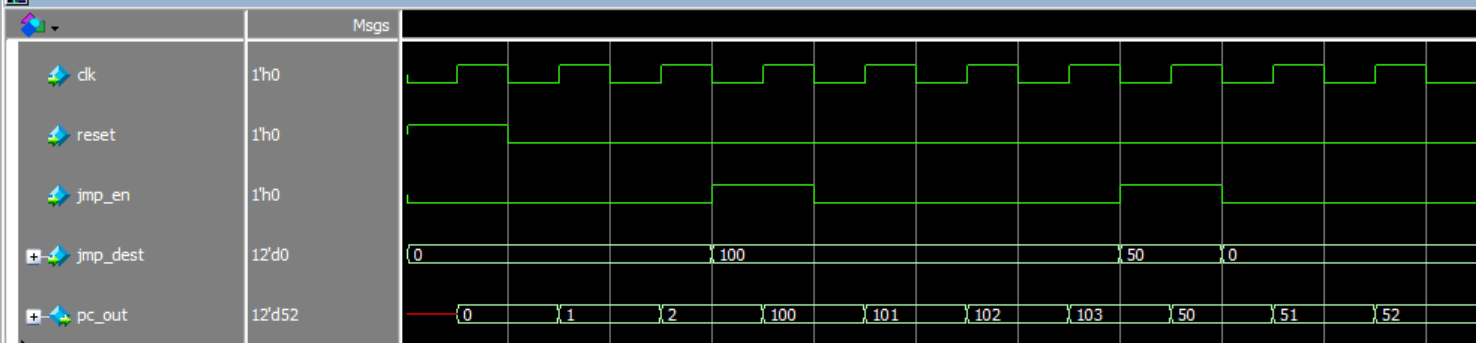 Msgs
clk 1'h0
reset 1'h0
jmp_en 1'h0
jmp_dest 12'd0 0 100 50 0
pc_out 12'd52 0 1 2 100 101 102 103 50 51 52